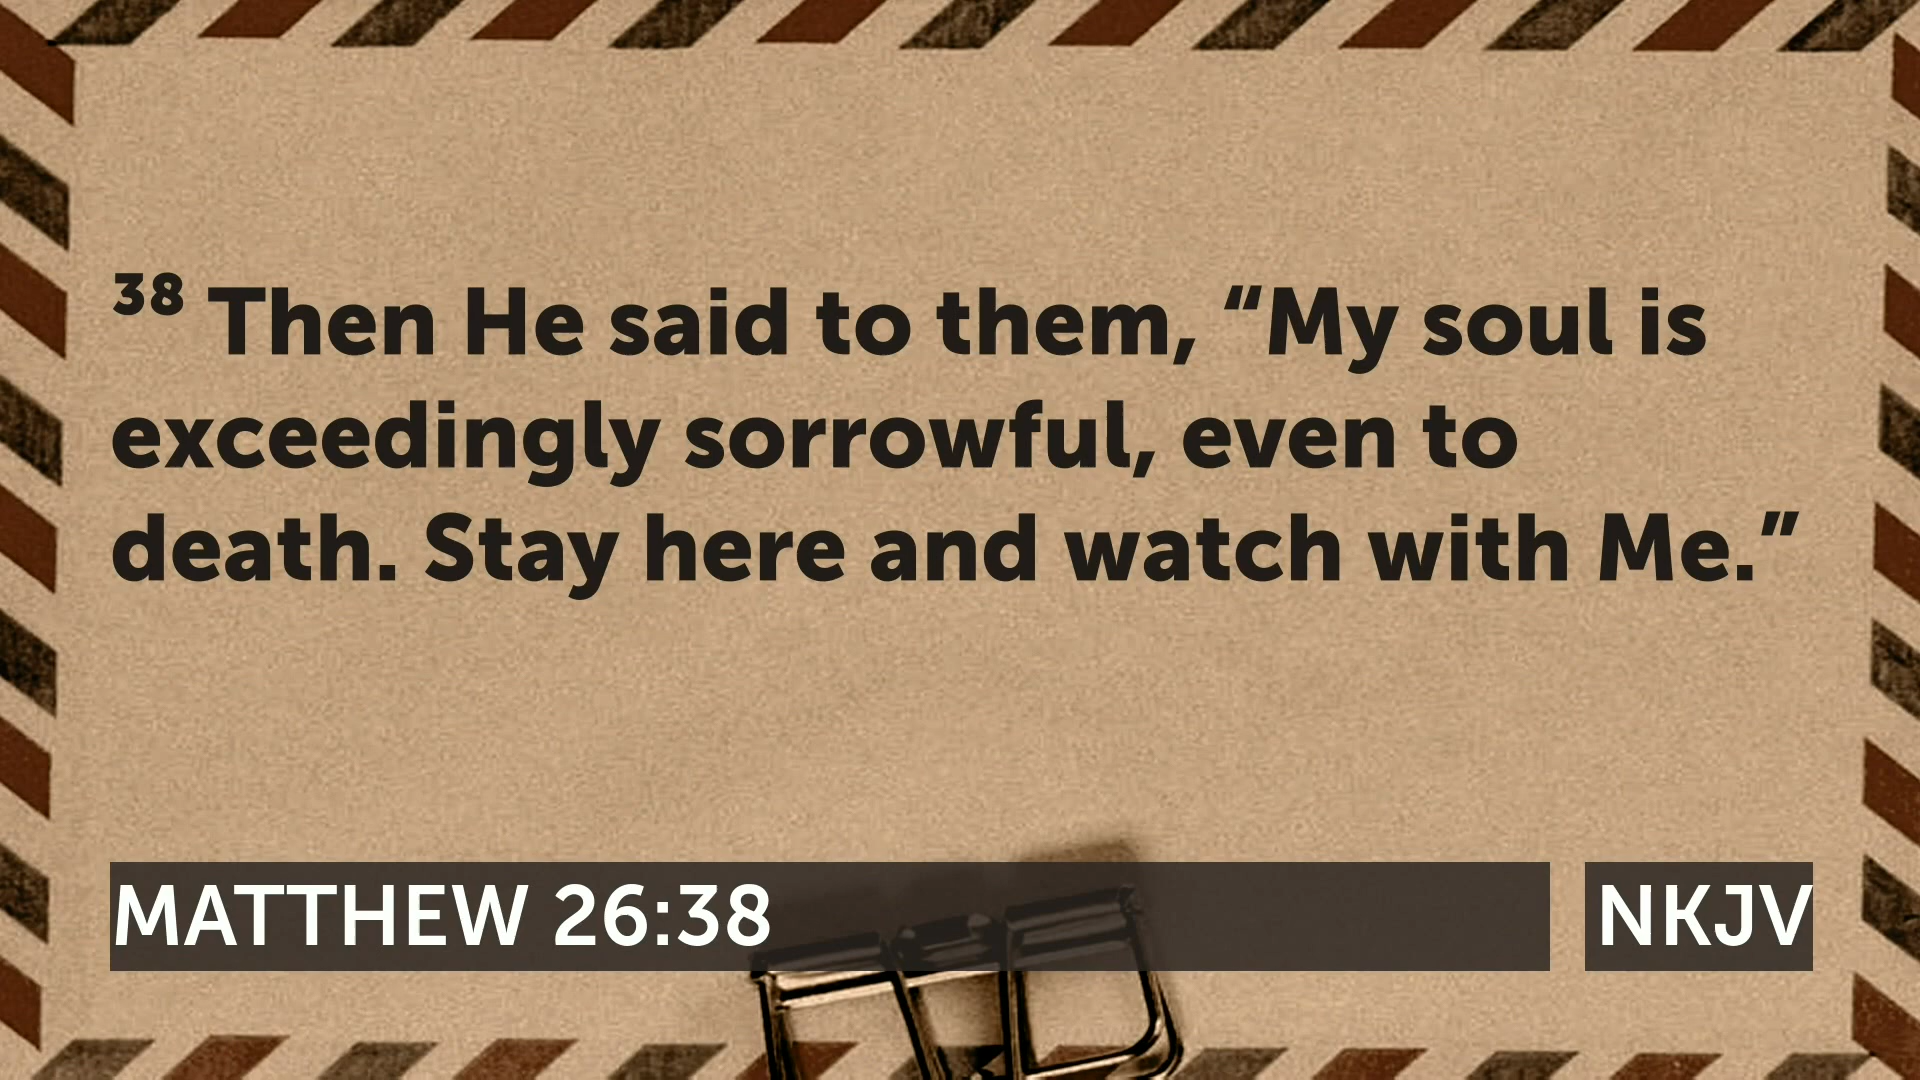 ³⁸ Then He said to them, “My soul is
exceedingly sorrowful, even to
death. Stay here and watch with Me.”
MATTHEW 26:38
NKJV